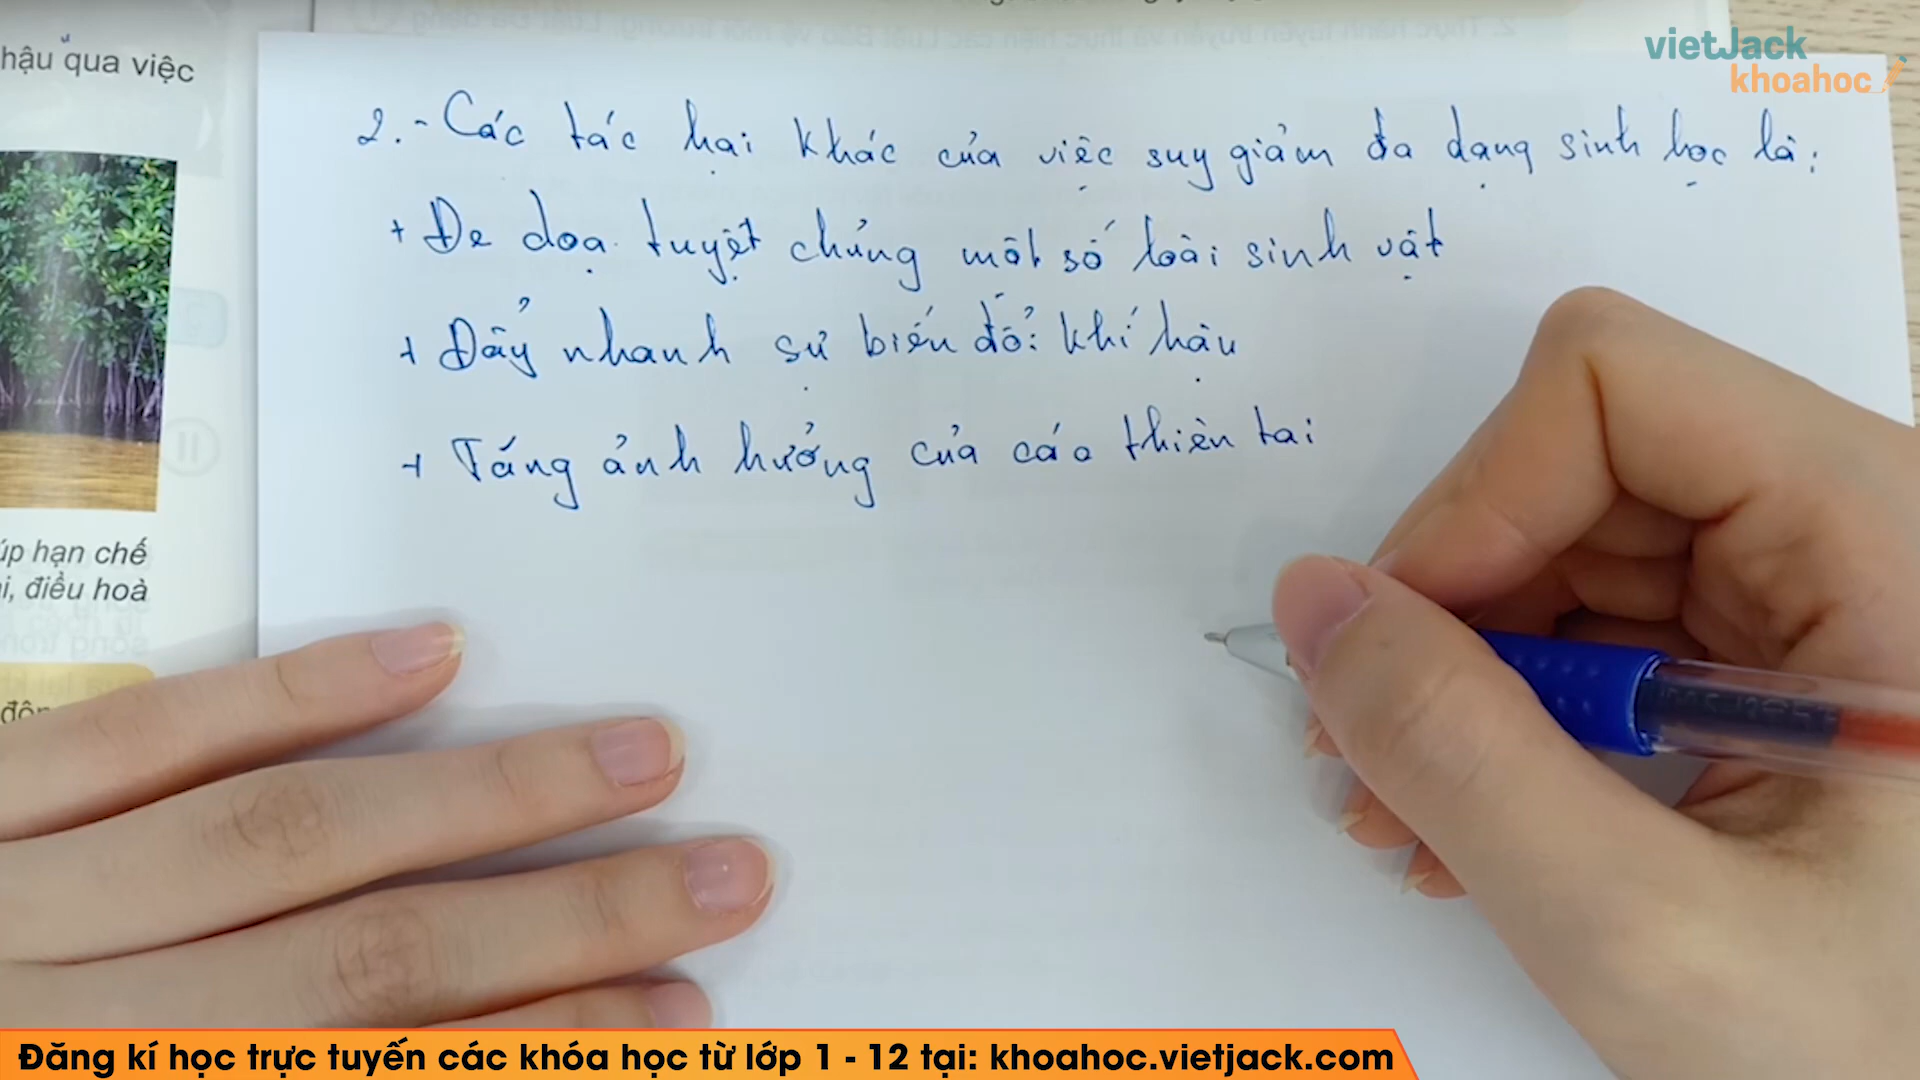 vietJack
khoahoc
hậu qua việc
2. - Các tác hại khác của việc suy giảm đa dạng sinh học là:
+ Đe doạ tuyệt chủng một số loài sinh vật
+ Đẩy nhanh sự biến đổi khí hậu
+ Tăng ảnh hưởng của các thiên tai
úp hạn chế
i, điều hoà
Đăng kí học trực tuyến các khóa học từ lớp 1 - 12 tại: khoahoc.vietjack.com